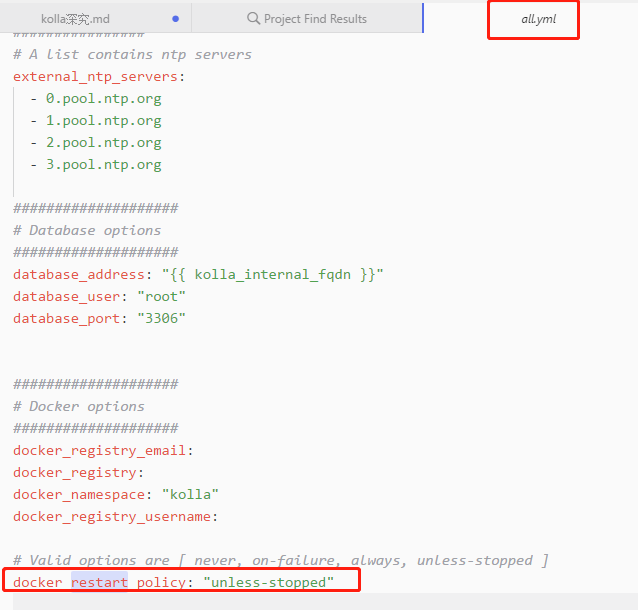 kolla深究.md
Project Find Results
all.yml
################
# A list contains ntp servers
external_ntp_servers:
- 0.pool.ntp.org
- 1.pool.ntp.org
- 2.pool.ntp.org
- 3.pool.ntp.org
####################
# Database options
####################
database_address: "{{ kolla_internal_fqdn }}"
database_user: "root"
database_port: "3306"
####################
# Docker options
####################
docker_registry_email:
docker_registry:
docker_namespace: "kolla"
docker_registry_username:
# Valid options are [ never, on-failure, always, unless-stopped ]
docker_restart_policy: "unless-stopped"